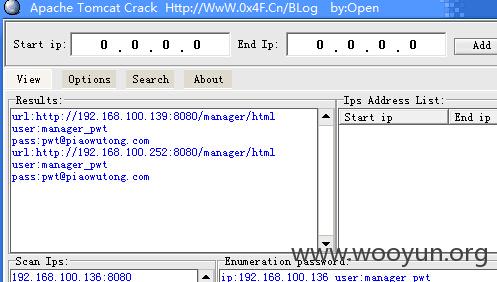 Apache Tomcat Crack Http://WwW.0x4F.Cn/BLog by:Open
Start ip: 0 . 0 . 0 . 0 End Ip: 0 . 0 . 0 . 0 Add
View Options Search About
Results: Ips Address List:
Start ip End ip
url:http://192.168.100.139:8080/manager/html
user:manager_pwt
pass:pwt@piaowutong.com
url:http://192.168.100.252:8080/manager/html
user:manager_pwt
pass:pwt@piaowutong.com
www.wooyun.org
Scan Ips: Enumeration password:
192.168.100.136:8080 ip:192.168.100.136 user:manager_pwt